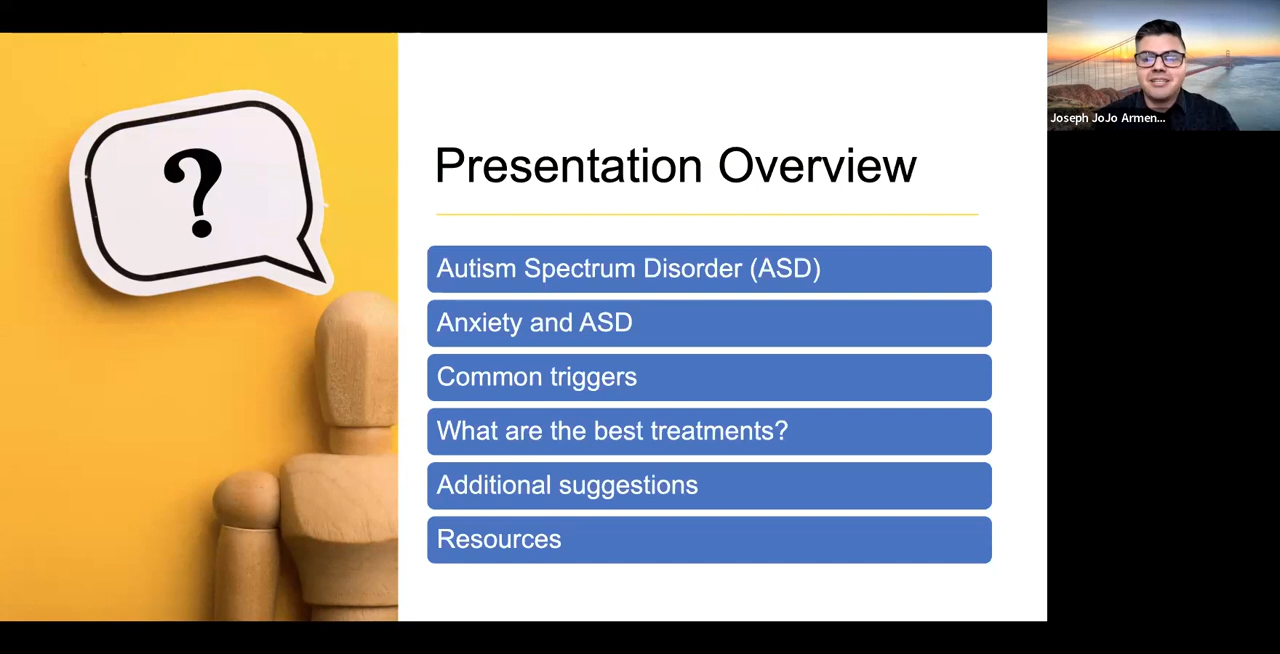 ?
Presentation Overview
Autism Spectrum Disorder (ASD)
Anxiety and ASD
Common triggers
What are the best treatments?
Additional suggestions
Resources
Joseph JoJo Armen...